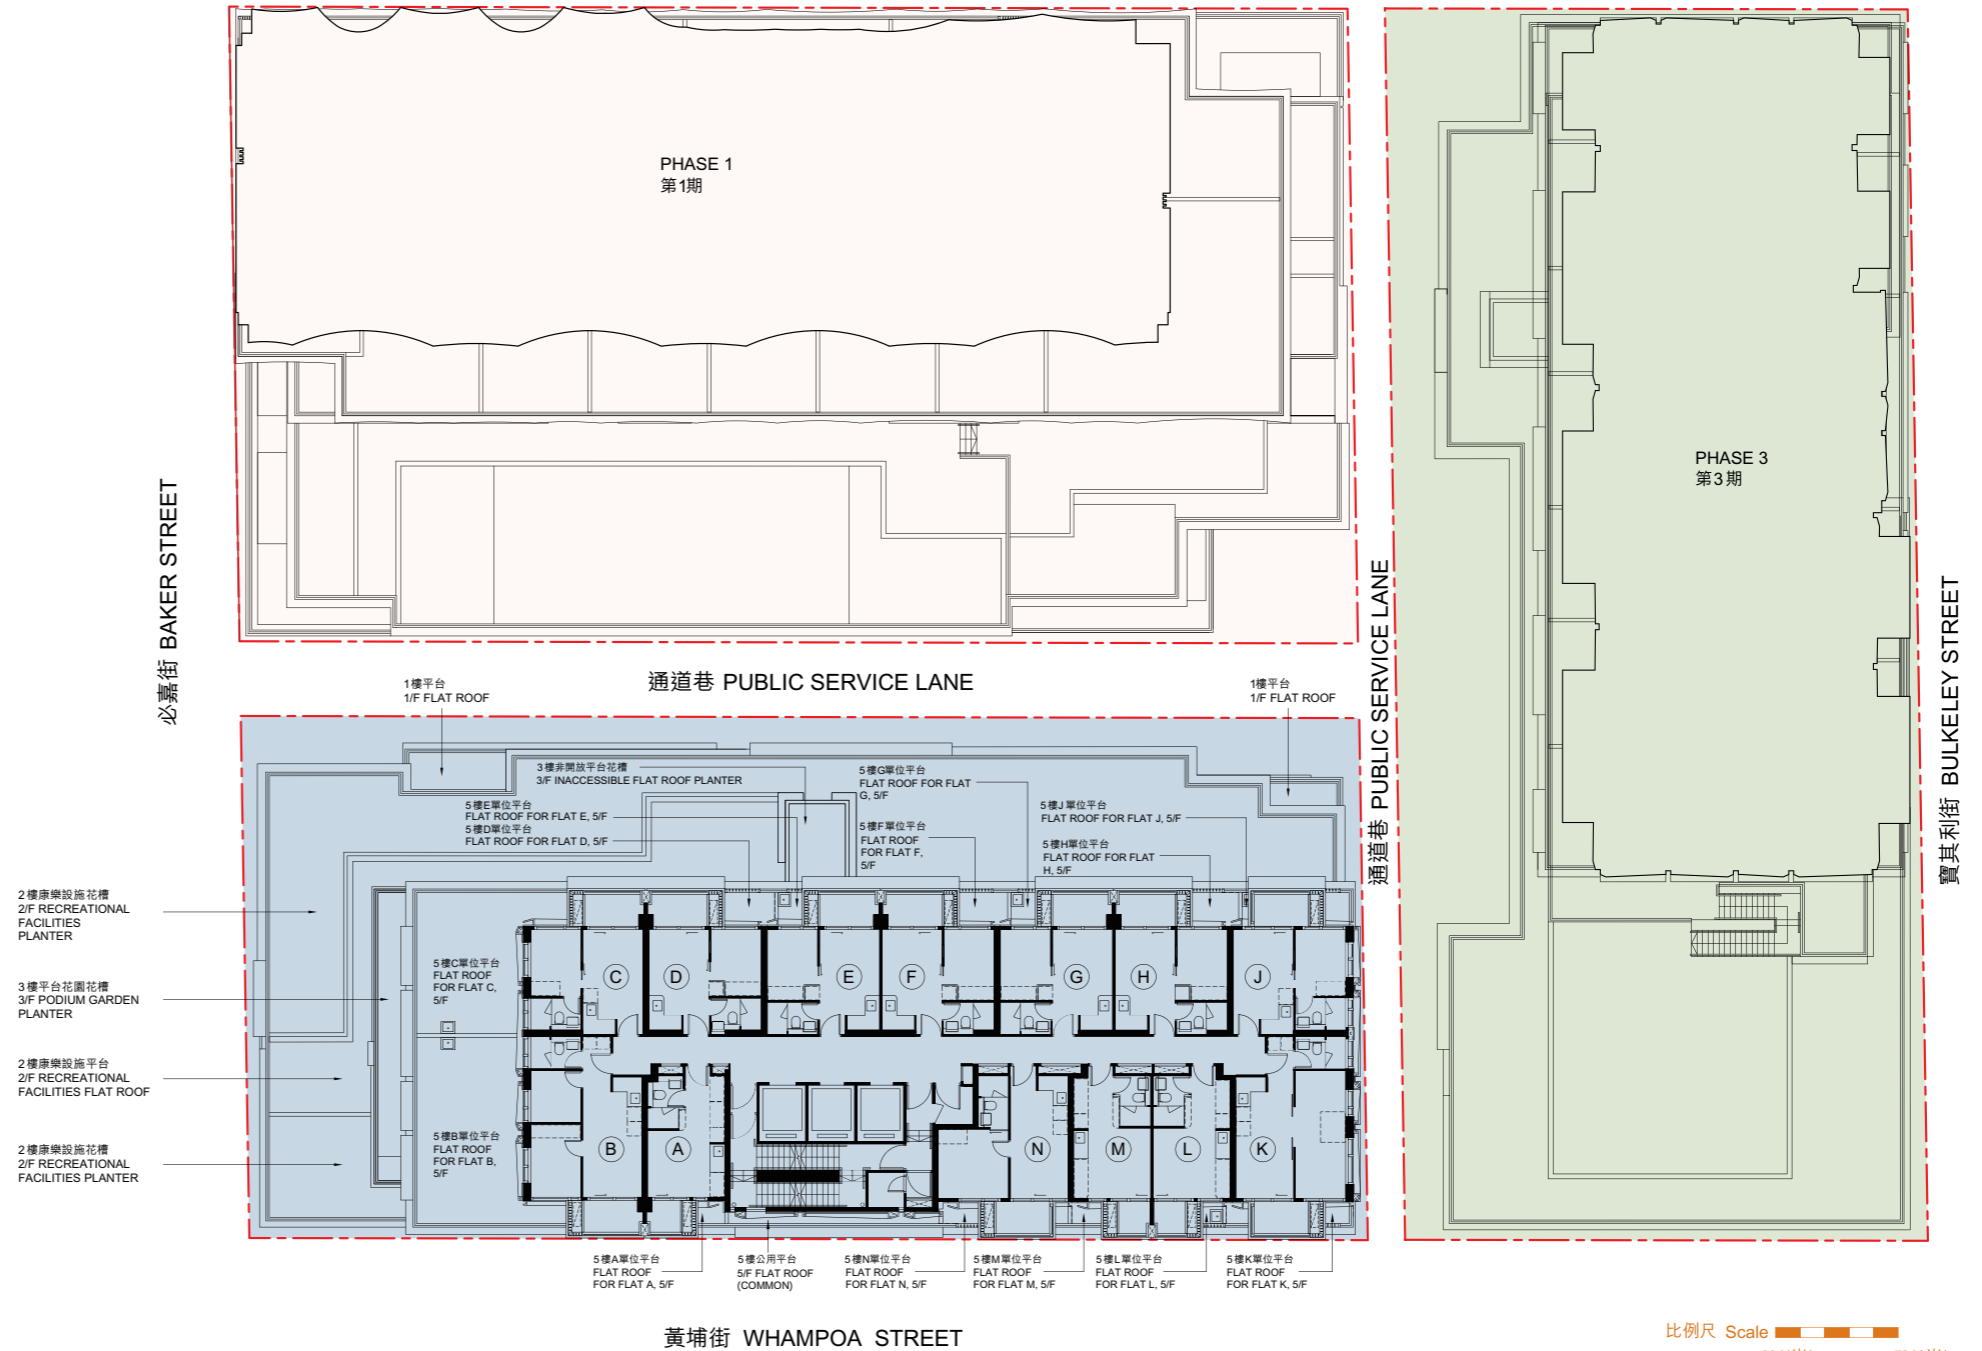 PHASE 1
第1期
PHASE 3
第3期
必嘉街 BAKER STREET
通道巷 PUBLIC SERVICE LANE
通道巷 PUBLIC SERVICE LANE
寶其利街 BULKELEY STREET
1樓平台
1/F FLAT ROOF
1樓平台
1/F FLAT ROOF
3樓非開放平台花槽
3/F INACCESSIBLE FLAT ROOF PLANTER
5樓G單位平台
FLAT ROOF FOR FLAT
G, 5/F
5樓E單位平台
FLAT ROOF FOR FLAT E, 5/F
5樓D單位平台
FLAT ROOF FOR FLAT D, 5/F
5樓F單位平台
FLAT ROOF
FOR FLAT F,
5/F
5樓J單位平台
FLAT ROOF FOR FLAT J, 5/F
5樓H單位平台
FLAT ROOF FOR FLAT
H, 5/F
2樓康樂設施花槽
2/F RECREATIONAL
FACILITIES
PLANTER
3樓平台花園花槽
3/F PODIUM GARDEN
PLANTER
2樓康樂設施平台
2/F RECREATIONAL
FACILITIES FLAT ROOF
2樓康樂設施花槽
2/F RECREATIONAL
FACILITIES PLANTER
5樓C單位平台
FLAT ROOF
FOR FLAT C,
5/F
5樓B單位平台
FLAT ROOF
FOR FLAT B,
5/F
C
D
E
F
G
H
J
B
A
N
M
L
K
5樓A單位平台
FLAT ROOF
FOR FLAT A, 5/F
5樓公用平台
5/F FLAT ROOF
(COMMON)
5樓N單位平台
FLAT ROOF
FOR FLAT N, 5/F
5樓M單位平台
FLAT ROOF
FOR FLAT M, 5/F
5樓L單位平台
FLAT ROOF
FOR FLAT L, 5/F
5樓K單位平台
FLAT ROOF
FOR FLAT K, 5/F
黃埔街 WHAMPOA STREET
比例尺 Scale